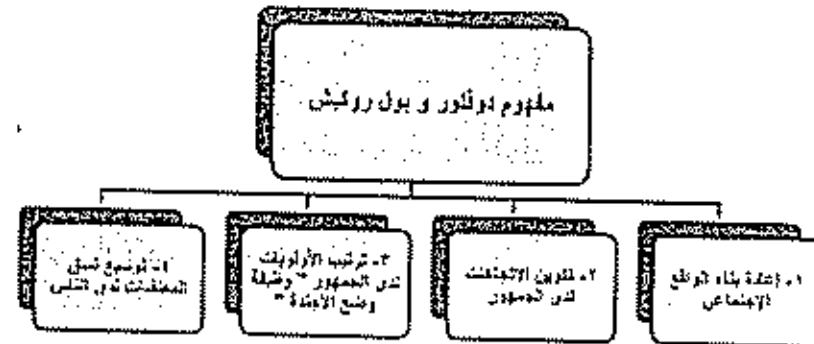 مفهوم دوفلور و بول روكيتش
١- إعادة بناء الواقع
الاجتماعي
٢- تكوين الاتجاهات
لدى الجمهور
٣- ترتيب الأولويات
لدى الجمهور " وظيفة
وضع الأجندة "
٤- توسيع نسق
المعتقدات لدى الناس